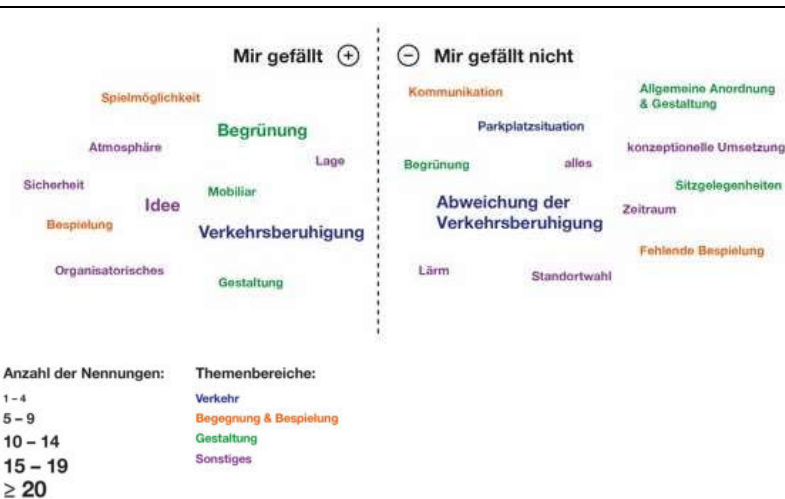 Mir gefällt +
Spielmöglichkeit
Begrünung
Atmosphäre
Lage
Sicherheit
Mobiliar
Idee
Bespielung
Verkehrsberuhigung
Organisatorisches
Gestaltung
− Mir gefällt nicht
Kommunikation
Allgemeine Anordnung
& Gestaltung
Parkplatzsituation
konzeptionelle Umsetzung
Begrünung
alles
Sitzgelegenheiten
Abweichung der
Verkehrsberuhigung
Zeitraum
Fehlende Bespielung
Lärm
Standortwahl
Anzahl der Nennungen:
1 – 4
5 – 9
10 – 14
15 – 19
≥ 20
Themenbereiche:
Verkehr
Begegnung & Bespielung
Gestaltung
Sonstiges